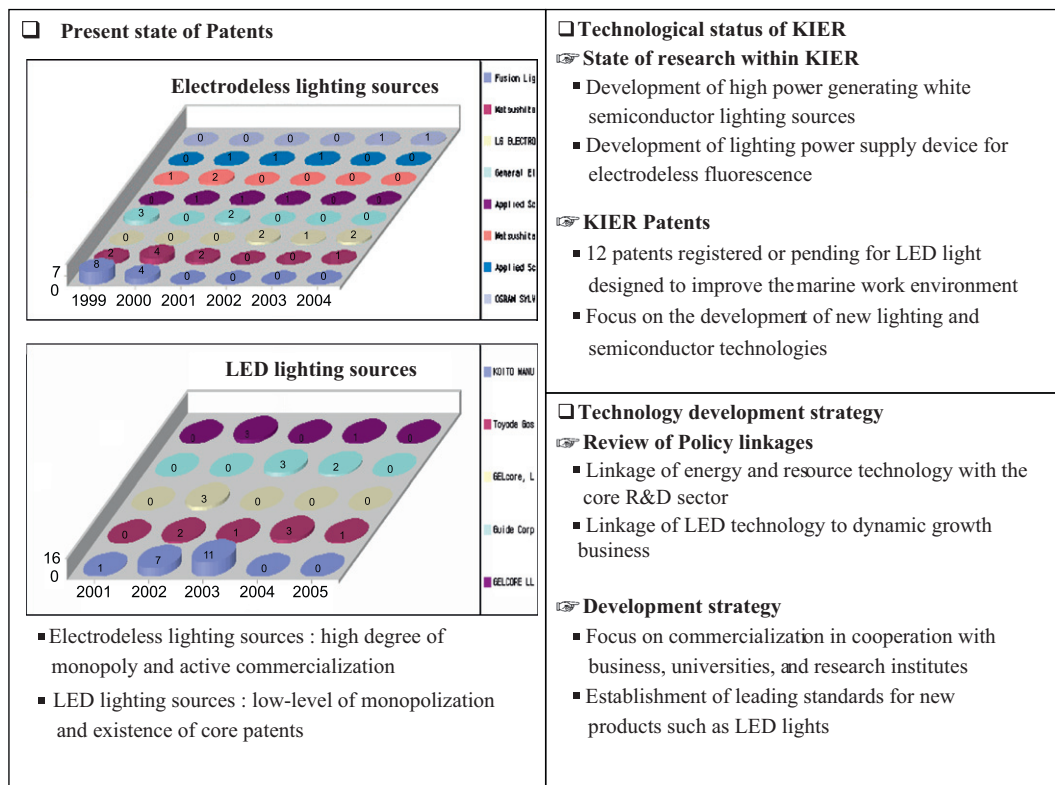 ❑ Present state of Patents
Electrodeless lighting sources
0 0 0 0 1 1
0 1 1 1 0 0
1 2 0 0 0 0
0 1 1 1 0 0
3 0 2 0 0 0
0 0 0 2 1 2
2 4 2 0 0 1
8 4 0 0 0 0
7
0
1999 2000 2001 2002 2003 2004
Fusion Lig
Matsushita
LG ELECTRO
General El
Applied Sc
Matsushita
Applied Sc
OSRAM SYLV
LED lighting sources
0 3 0 1 0
0 0 3 2 0
0 3 0 0 0
0 2 1 3 1
1 7 11 0 0
16
0
2001 2002 2003 2004 2005
KOITO MANU
Toyoda Gos
GELcore, L
Guide Corp
GELCORE LL
▪ Electrodeless lighting sources : high degree of
monopoly and active commercialization
▪ LED lighting sources : low-level of monopolization
and existence of core patents
❑ Technological status of KIER
☞ State of research within KIER
▪ Development of high power generating white
semiconductor lighting sources
▪ Development of lighting power supply device for
electrodeless fluorescence
☞ KIER Patents
▪ 12 patents registered or pending for LED light
designed to improve the marine work environment
▪ Focus on the development of new lighting and
semiconductor technologies
❑ Technology development strategy
☞ Review of Policy linkages
▪ Linkage of energy and resource technology with the
core R&D sector
▪ Linkage of LED technology to dynamic growth
business
☞ Development strategy
▪ Focus on commercialization in cooperation with
business, universities, and research institutes
▪ Establishment of leading standards for new
products such as LED lights